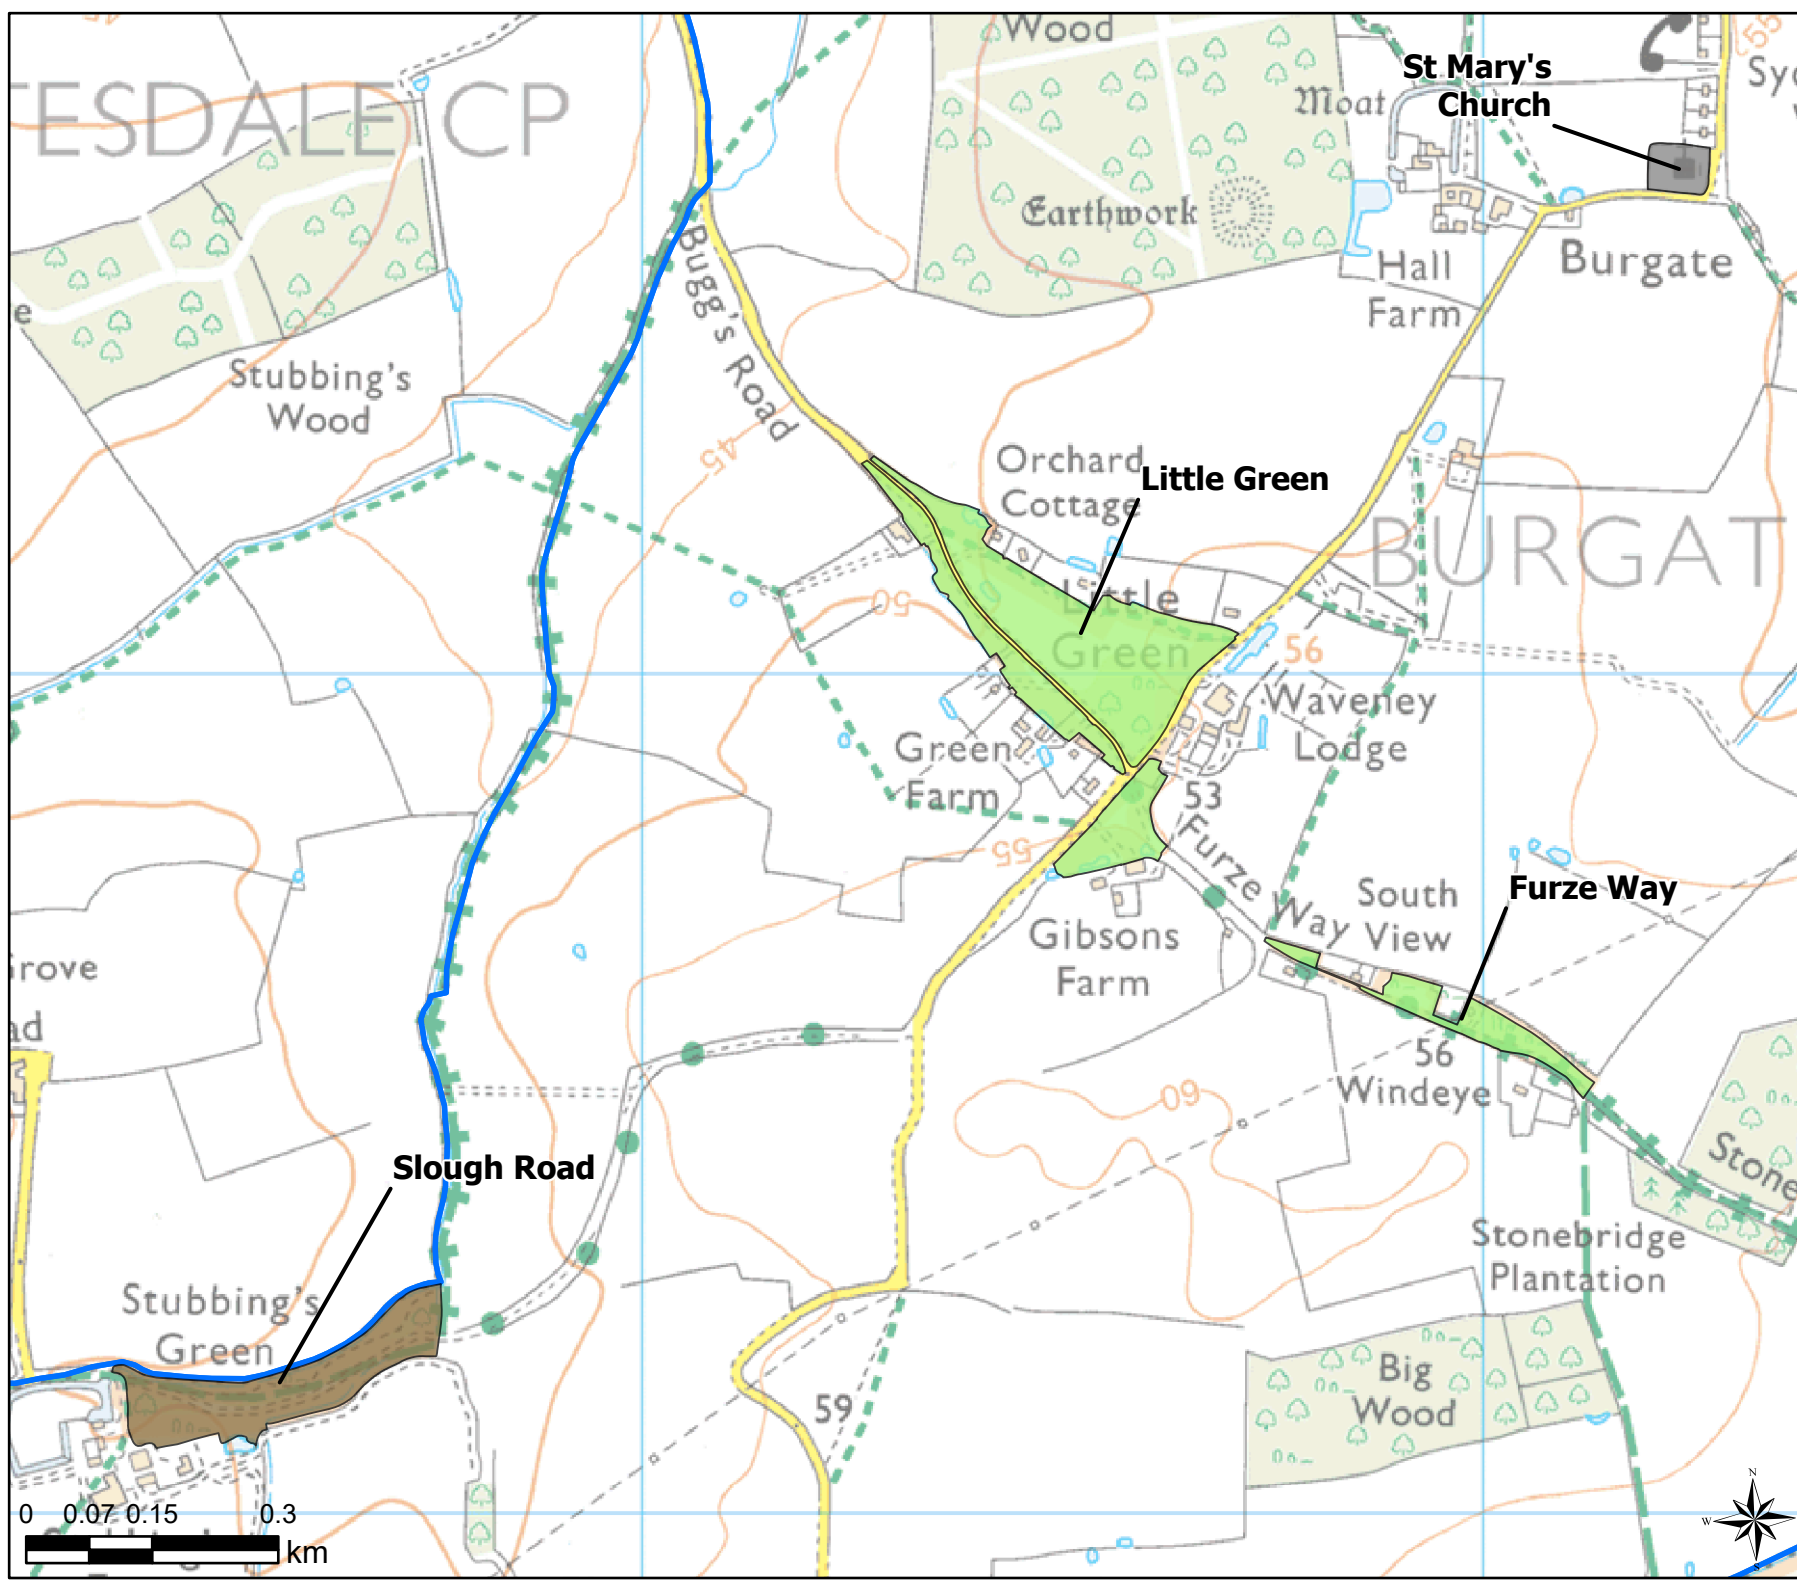 Wood
St Mary's
Church
Moat
TESDALE CP
Earthwork
Bugg's Road
Hall
Farm
Burgate
Stubbing's
Wood
45
55
Orchard
Cottage
Little Green
BURGAT
50
Little
Green
56
Waveney
Lodge
Green
Farm
53
55
Furze Way
South
View
Furze Way
Gibsons
Farm
56
Windeye
60
Slough Road
Stone
Stonebridge
Plantation
Stubbing's
Green
Big
Wood
59
0 0.07 0.15 0.3
km
N
W
S